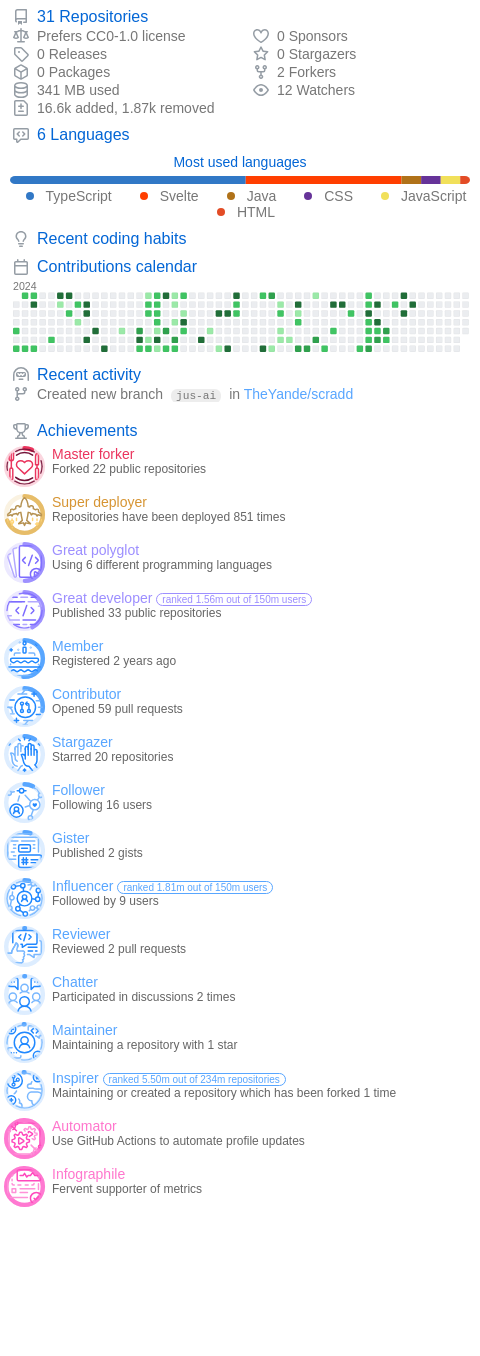 31 Repositories
Prefers CC0-1.0 license
0 Sponsors
0 Releases
0 Stargazers
0 Packages
2 Forkers
341 MB used
12 Watchers
16.6k added, 1.87k removed
6 Languages
Most used languages
TypeScript Svelte Java CSS JavaScript
HTML
Recent coding habits
Contributions calendar
2024
Recent activity
Created new branch jus-ai in TheYande/scradd
Achievements
Master forker
Forked 22 public repositories
Super deployer
Repositories have been deployed 851 times
Great polyglot
Using 6 different programming languages
Great developer ranked 1.56m out of 150m users
Published 33 public repositories
Member
Registered 2 years ago
Contributor
Opened 59 pull requests
Stargazer
Starred 20 repositories
Follower
Following 16 users
Gister
Published 2 gists
Influencer ranked 1.81m out of 150m users
Followed by 9 users
Reviewer
Reviewed 2 pull requests
Chatter
Participated in discussions 2 times
Maintainer
Maintaining a repository with 1 star
Inspirer ranked 5.50m out of 234m repositories
Maintaining or created a repository which has been forked 1 time
Automator
Use GitHub Actions to automate profile updates
Infographile
Fervent supporter of metrics